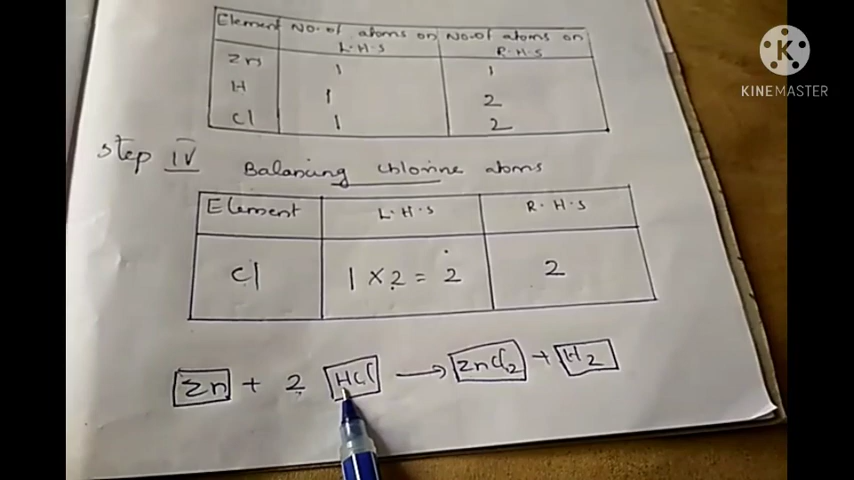 Element No. of atoms on L.H.S No. of atoms on R.H.S
Zn 1 1
H 1 2
Cl 1 2
Step IV Balancing chlorine atoms
Element L.H.S R.H.S
Cl 1 x 2 = 2 2
Zn + 2 HCl → ZnCl2 + H2
K
KINEMASTER